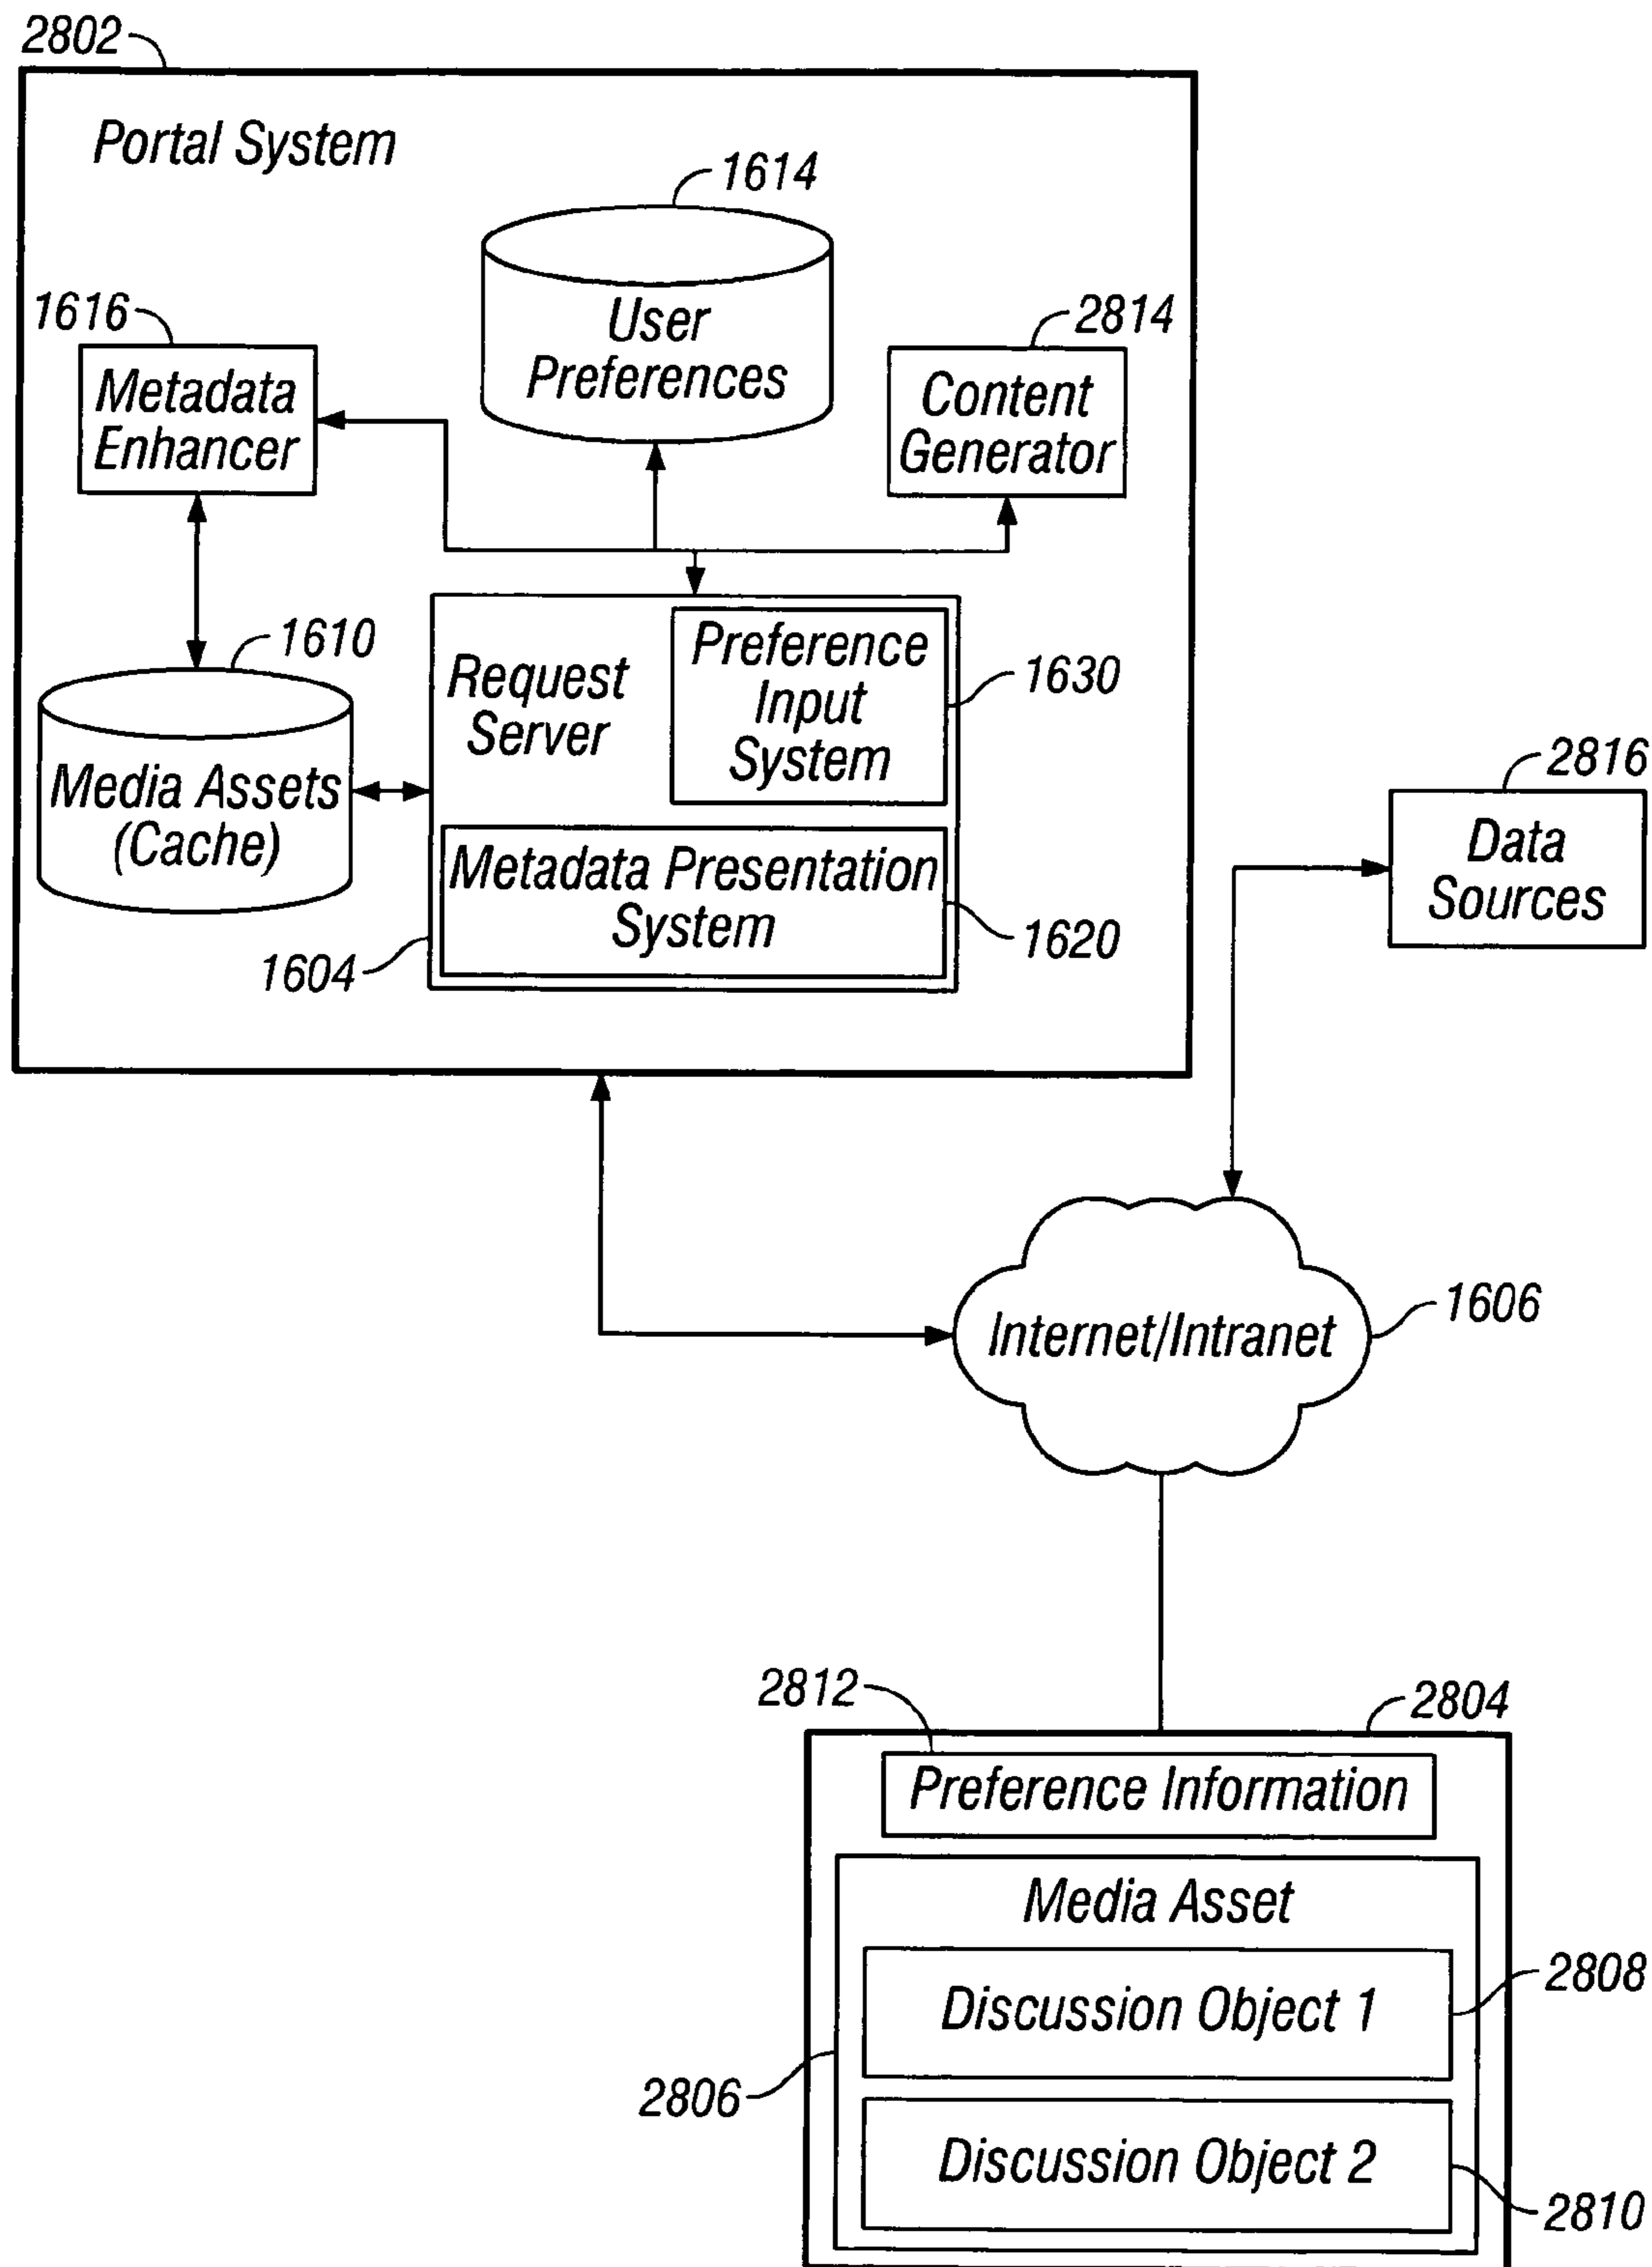 2802
Portal System
1614
User
Preferences
1616
Metadata
Enhancer
2814
Content
Generator
1610
Media Assets
(Cache)
Request
Server
Preference
Input
System
1630
Metadata Presentation
System
1620
1604
2816
Data
Sources
Internet/Intranet
1606
2812
2804
Preference Information
Media Asset
Discussion Object 1
2808
2806
Discussion Object 2
2810